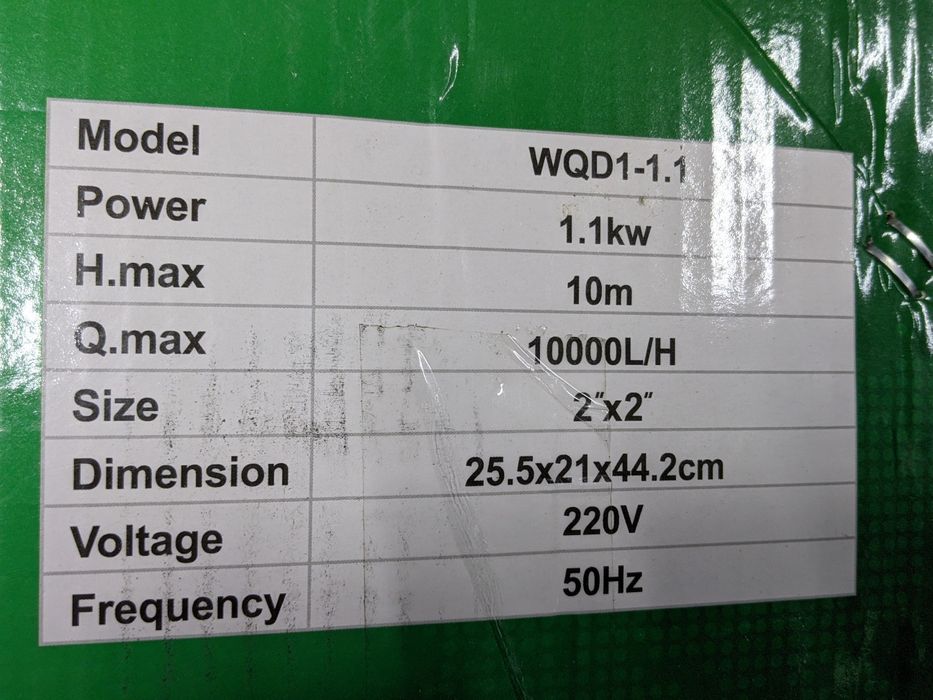 Model WQD1-1.1
Power 1.1kw
H.max 10m
Q.max 10000L/H
Size 2"x2"
Dimension 25.5x21x44.2cm
Voltage 220V
Frequency 50Hz